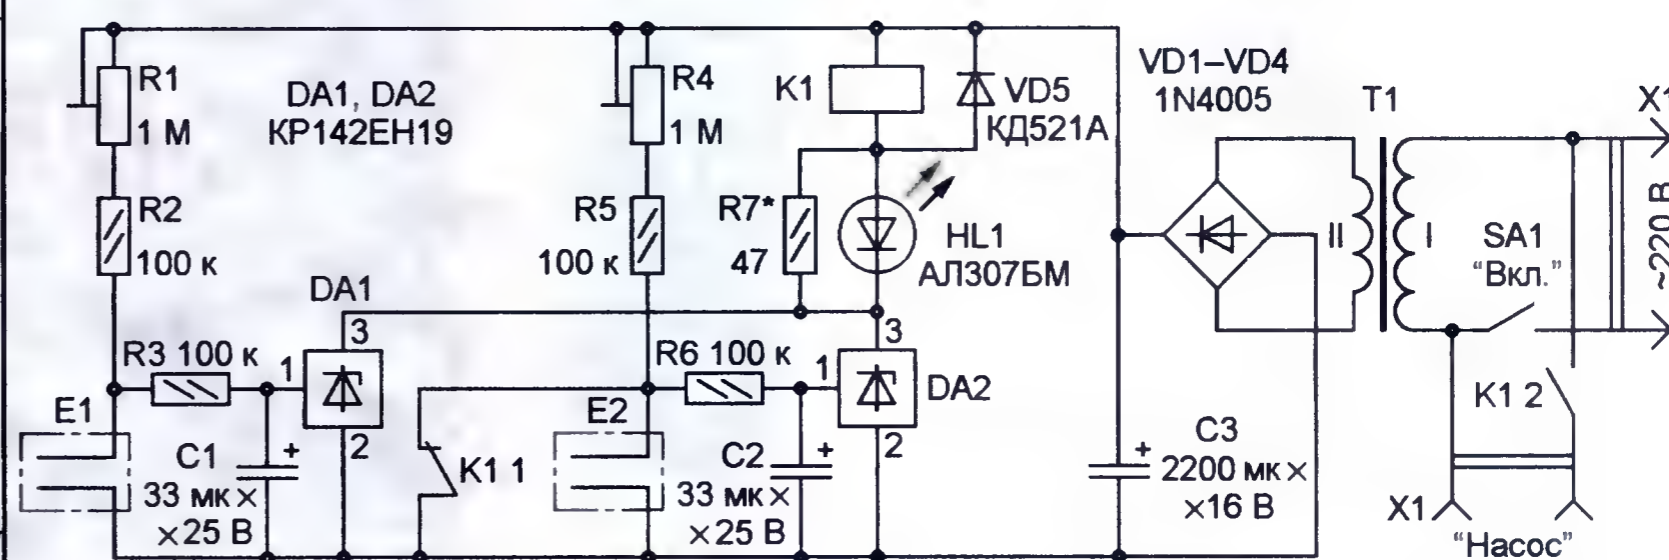 R1
1 М
DA1, DA2
КР142ЕН19
R4
1 М
K1
VD5
КД521А
VD1–VD4
1N4005
T1
X1
R2
100 к
R5
100 к
R7*
47
HL1
АЛ307БМ
II
I
SA1
"Вкл."
~220 В
DA1
3
R3 100 к
1
2
R6 100 к
1
3
DA2
2
E1
C1
+
33 мк ×
×25 В
K1 1
E2
C2
+
33 мк ×
×25 В
+
C3
2200 мк ×
×16 В
K1 2
X1
"Насос"